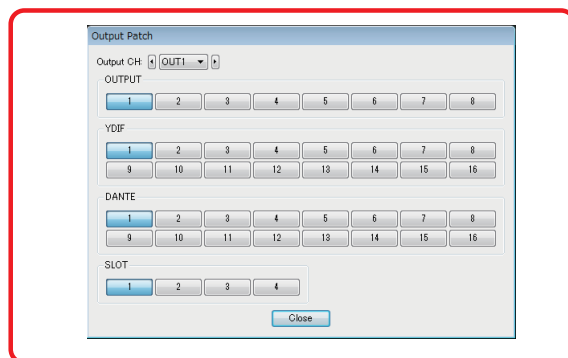 Output Patch
Output CH: OUT1
OUTPUT
1 2 3 4 5 6 7 8
YDIF
1 2 3 4 5 6 7 8
9 10 11 12 13 14 15 16
DANTE
1 2 3 4 5 6 7 8
9 10 11 12 13 14 15 16
SLOT
1 2 3 4
Close